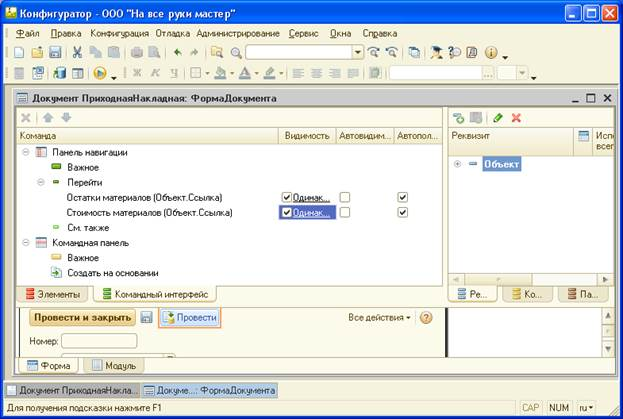 Конфигуратор - ООО "На все руки мастер"
Файл Правка Конфигурация Отладка Администрирование Сервис Окна Справка
Документ ПриходнаяНакладная: ФормаДокумента
Команда Видимость Автовидим... Автопол... Реквизит Испо
всег
Панель навигации Объект
Важное
Перейти
Остатки материалов (Объект.Ссылка) Одинак...
Стоимость материалов (Объект.Ссылка) Одинак...
См. также
Командная панель
Важное
Создать на основании
Элементы Командный интерфейс Ре... Ко... Па...
Провести и закрыть Провести Все действия
Номер:
Форма Модуль
Документ ПриходнаяНакла... Докуме...: ФормаДокумента
Для получения подсказки нажмите F1 CAP NUM ru